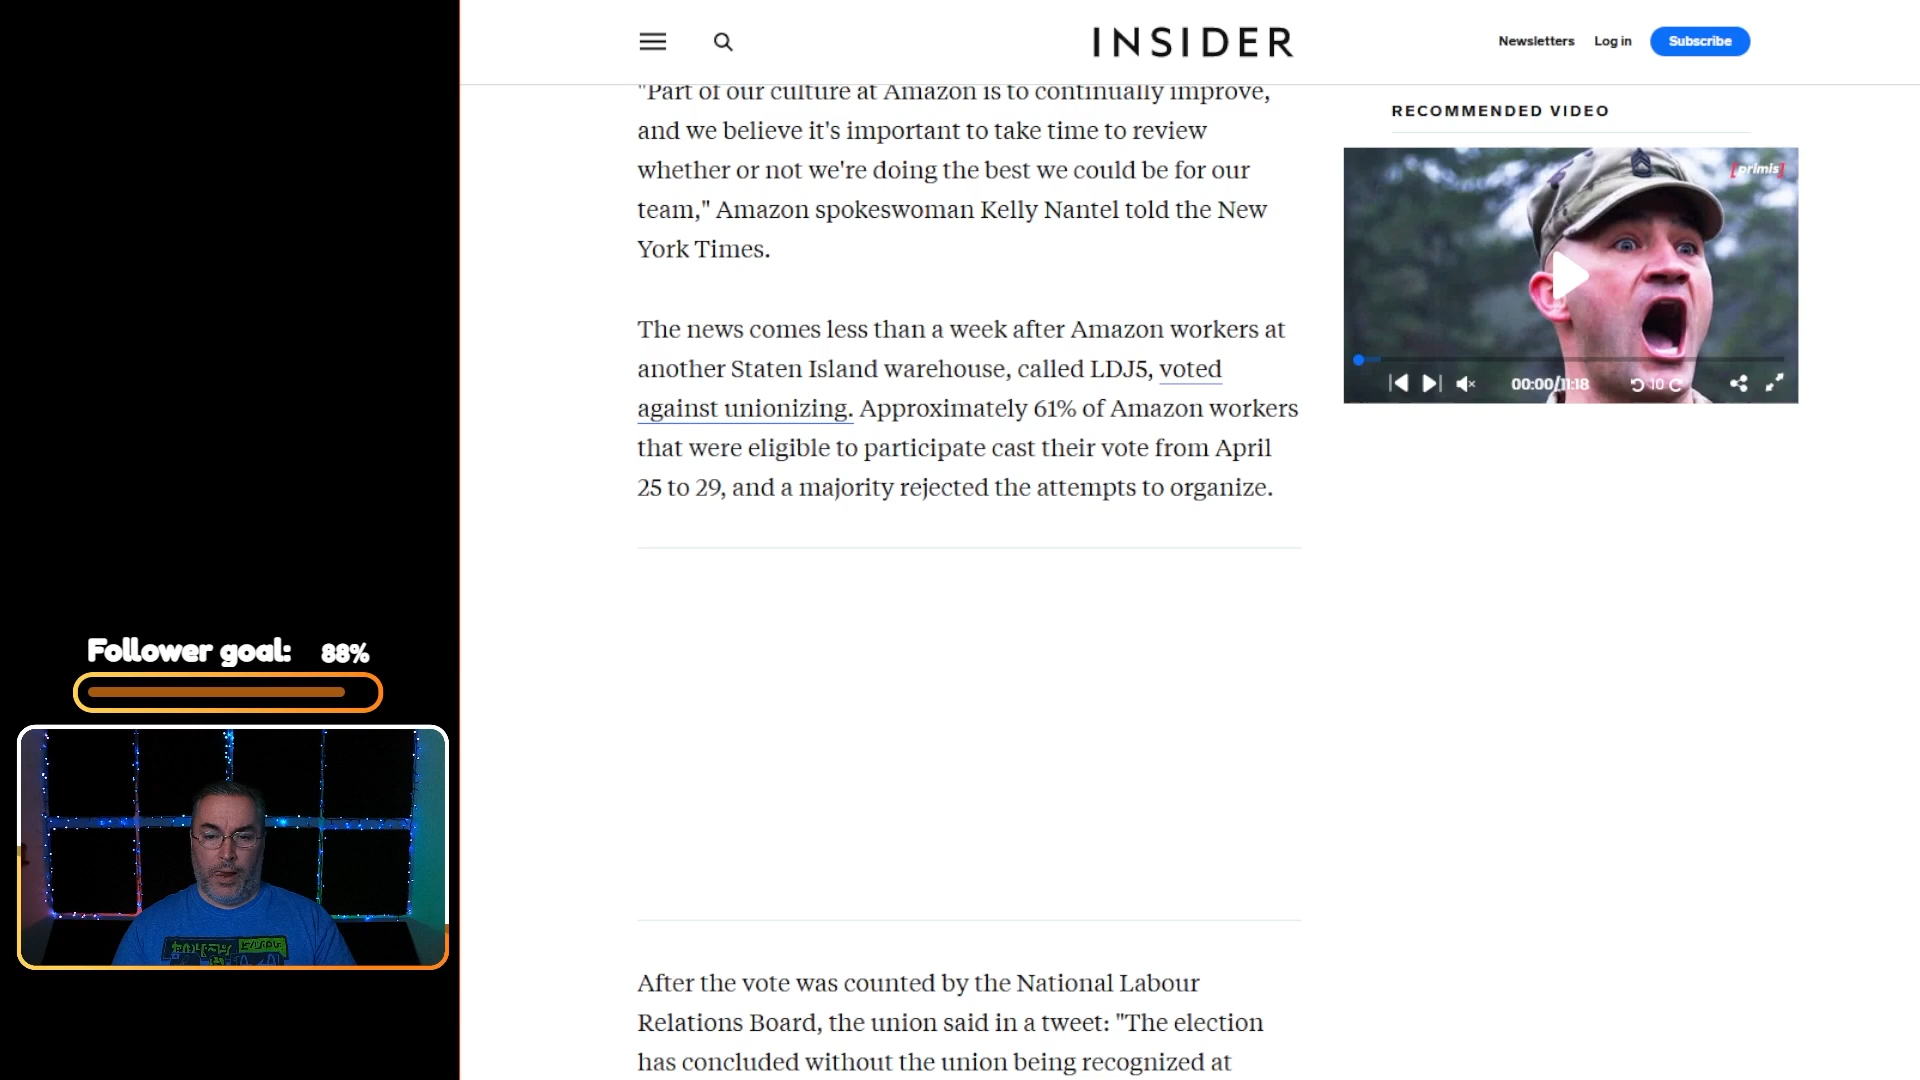 INSIDER
Newsletters
Log in
Subscribe
"Part of our culture at Amazon is to continually improve,
and we believe it's important to take time to review
whether or not we're doing the best we could be for our
team," Amazon spokeswoman Kelly Nantel told the New
York Times.
The news comes less than a week after Amazon workers at
another Staten Island warehouse, called LDJ5, voted
against unionizing. Approximately 61% of Amazon workers
that were eligible to participate cast their vote from April
25 to 29, and a majority rejected the attempts to organize.
After the vote was counted by the National Labour
Relations Board, the union said in a tweet: "The election
has concluded without the union being recognized at
RECOMMENDED VIDEO
[primis]
00:00/11:18
10
Follower goal: 88%